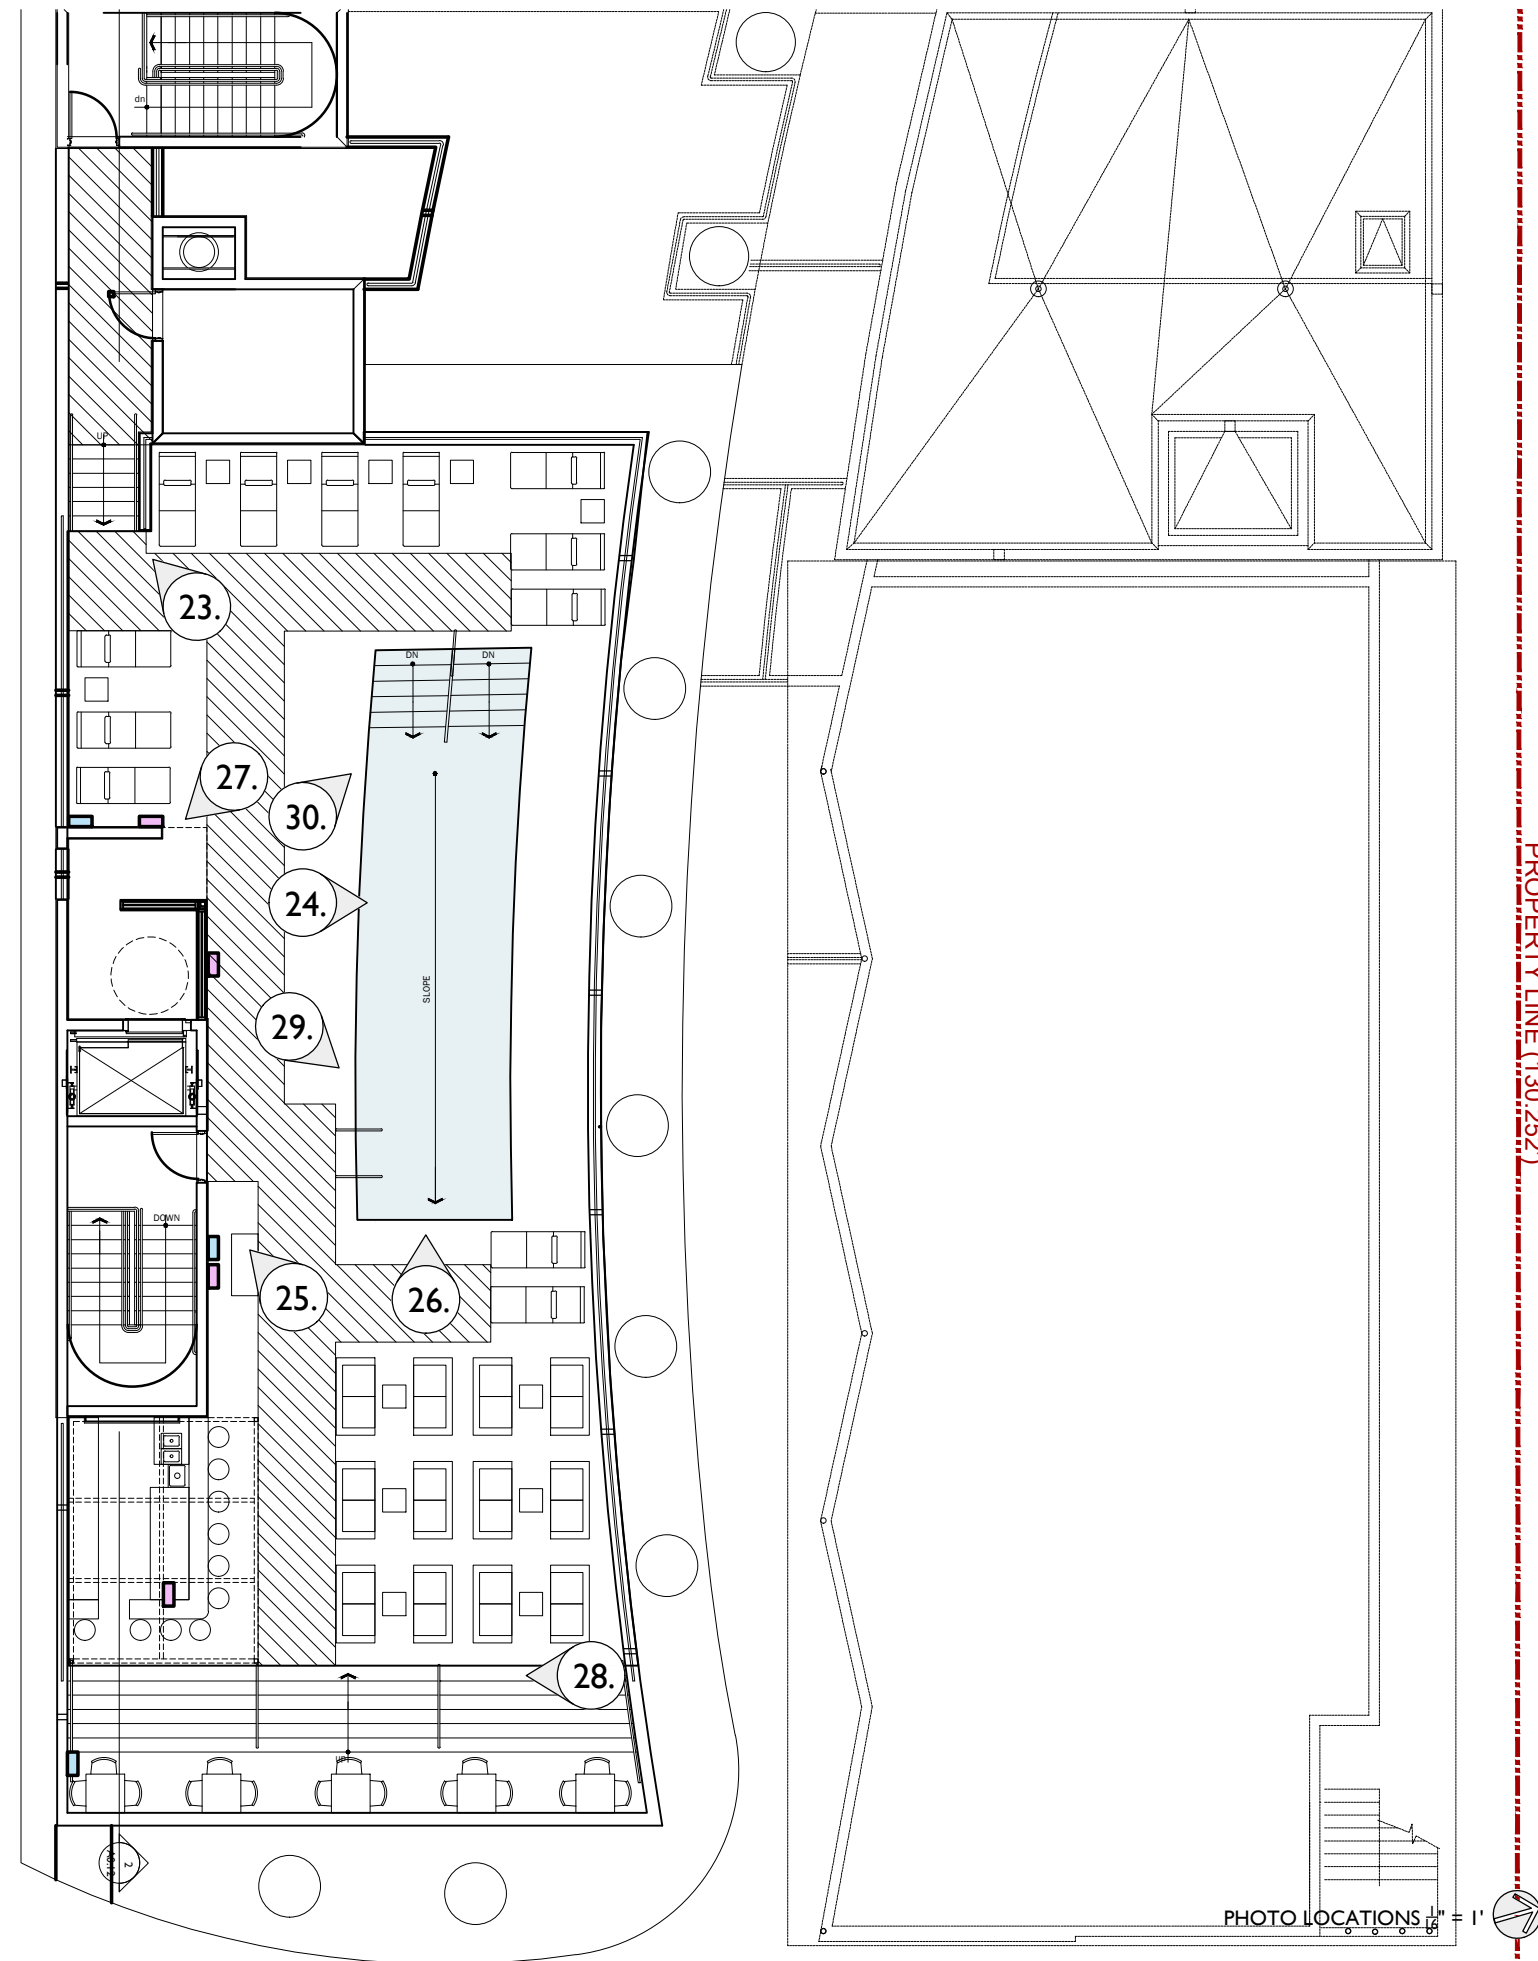 dn
UP
23.
DN
DN
27.
30.
24.
SLOPE
29.
DOWN
25.
26.
28.
UP
2
PROPERTY LINE (130.252')
PHOTO LOCATIONS " = 1'